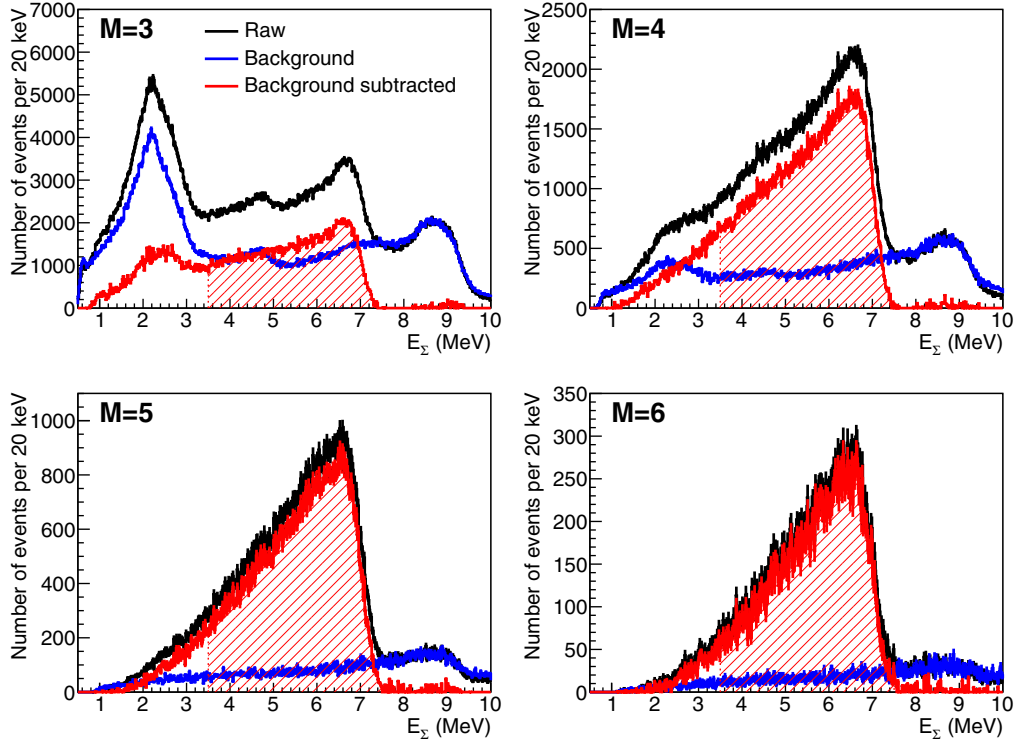 M=3
Raw
Background
Background subtracted
Number of events per 20 keV
7000
6000
5000
4000
3000
2000
1000
0
1 2 3 4 5 6 7 8 9 10
E_Σ (MeV)
M=4
Number of events per 20 keV
2500
2000
1500
1000
500
0
1 2 3 4 5 6 7 8 9 10
E_Σ (MeV)
M=5
Number of events per 20 keV
1000
800
600
400
200
0
1 2 3 4 5 6 7 8 9 10
E_Σ (MeV)
M=6
Number of events per 20 keV
350
300
250
200
150
100
50
0
1 2 3 4 5 6 7 8 9 10
E_Σ (MeV)